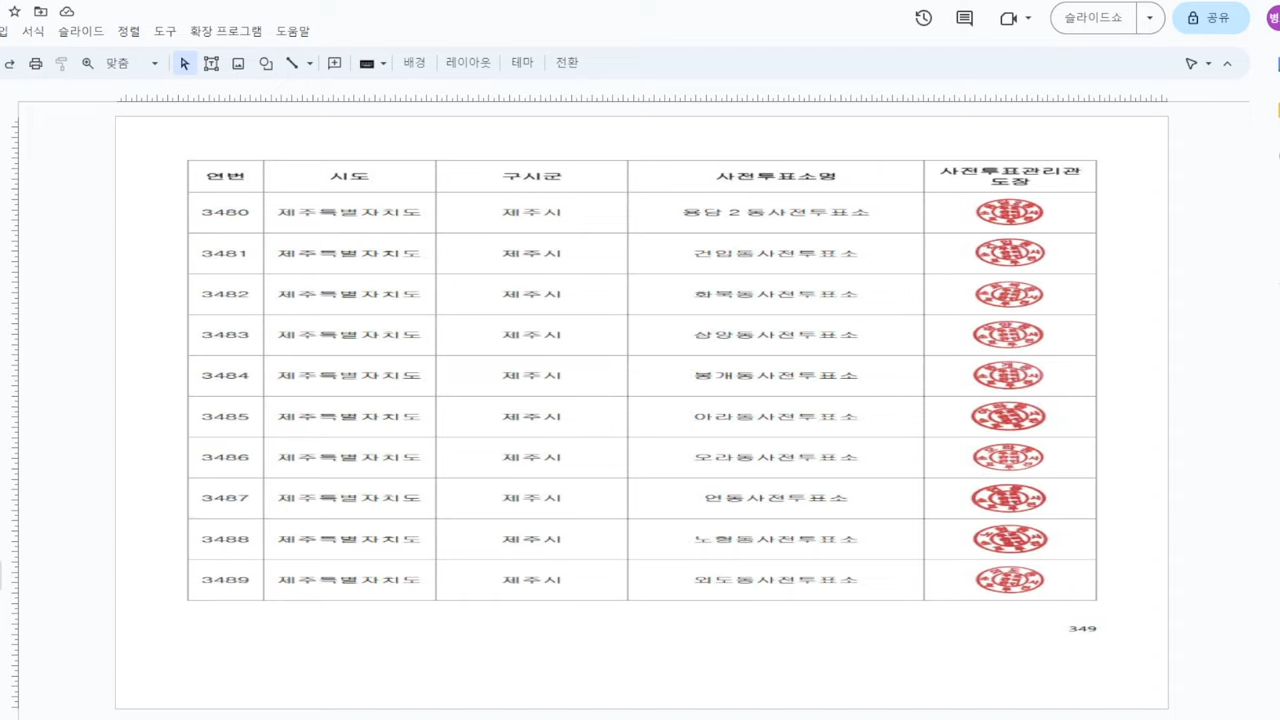 입 서식 슬라이드 정렬 도구 확장 프로그램 도움말
슬라이드쇼 공유 병
맞춤 배경 레이아웃 테마 전환
연번 시도 구시군 사전투표소명 사전투표관리관
도장
3480 제주특별자치도 제주시 용담2동사전투표소
3481 제주특별자치도 제주시 건입동사전투표소
3482 제주특별자치도 제주시 화북동사전투표소
3483 제주특별자치도 제주시 삼양동사전투표소
3484 제주특별자치도 제주시 봉개동사전투표소
3485 제주특별자치도 제주시 아라동사전투표소
3486 제주특별자치도 제주시 오라동사전투표소
3487 제주특별자치도 제주시 연동사전투표소
3488 제주특별자치도 제주시 노형동사전투표소
3489 제주특별자치도 제주시 외도동사전투표소
349